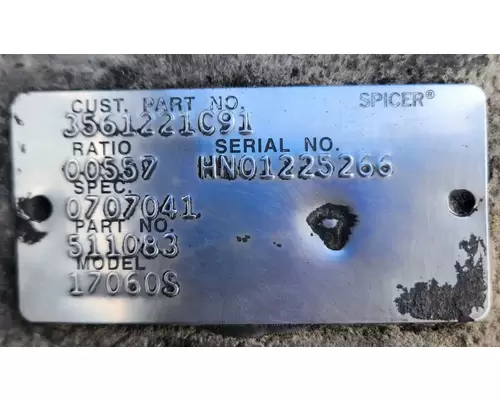 CUST. PART NO. SPICER®
3561221C91
RATIO SERIAL NO.
00557 HN01225266
SPEC.
0707041
PART NO.
511083
MODEL
17060S